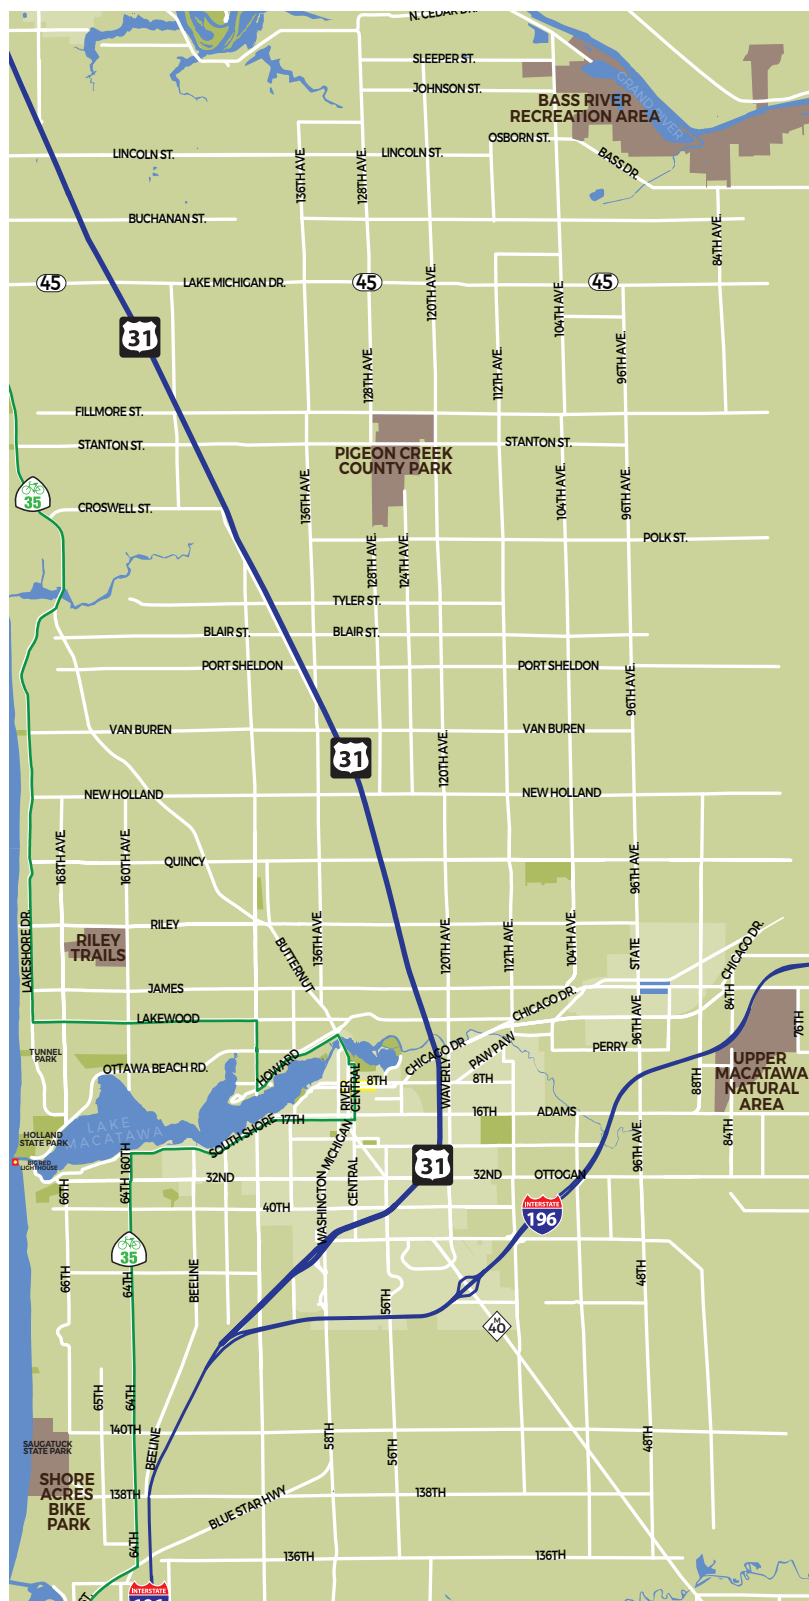 N. CEDAR DR.
SLEEPER ST.
JOHNSON ST.
GRAND RIVER
BASS RIVER
RECREATION AREA
OSBORN ST.
LINCOLN ST.
LINCOLN ST.
BASS DR.
136TH AVE.
128TH AVE.
BUCHANAN ST.
84TH AVE.
45
LAKE MICHIGAN DR.
45
120TH AVE.
45
104TH AVE.
31
128TH AVE.
112TH AVE.
96TH AVE.
FILLMORE ST.
STANTON ST.
STANTON ST.
PIGEON CREEK
COUNTY PARK
35
136TH AVE.
104TH AVE.
96TH AVE.
CROSWELL ST.
128TH AVE.
124TH AVE.
POLK ST.
TYLER ST.
BLAIR ST.
BLAIR ST.
PORT SHELDON
PORT SHELDON
96TH AVE.
VAN BUREN
VAN BUREN
31
120TH AVE.
NEW HOLLAND
NEW HOLLAND
168TH AVE.
160TH AVE.
QUINCY
96TH AVE.
LAKESHORE DR.
RILEY
RILEY
TRAILS
BUTTERNUT
136TH AVE.
120TH AVE.
112TH AVE.
104TH AVE.
STATE
CHICAGO DR.
84TH
JAMES
LAKEWOOD
CHICAGO DR.
96TH AVE
76TH
TUNNEL
PARK
OTTAWA BEACH RD.
HOWARD
CHICAGO DR
PAW PAW
PERRY
UPPER
MACATAWA
NATURAL
AREA
RIVER
CENTRAL
8TH
WAVERLY
8TH
88TH
LAKE
MACATAWA
17TH
16TH
ADAMS
84TH
HOLLAND
STATE PARK
SOUTH SHORE
MICHIGAN
96TH AVE.
BIG RED
LIGHTHOUSE
160TH
64TH
66TH
32ND
WASHINGTON
CENTRAL
31
32ND
OTTOGAN
40TH
INTERSTATE
196
35
66TH
64TH
BEELINE
56TH
48TH
M
40
65TH
64TH
140TH
BEELINE
58TH
56TH
48TH
SAUGATUCK
STATE PARK
SHORE
ACRES
BIKE
PARK
138TH
138TH
BLUE STAR HWY
64TH
136TH
136TH
INTERSTATE